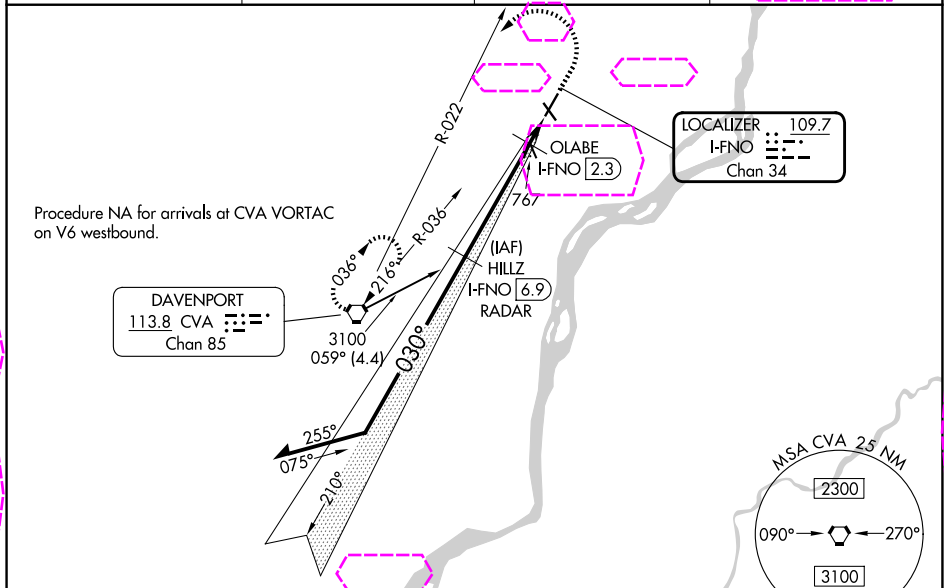 R-022
LOCALIZER 109.7
I-FNO
Chan 34
OLABE
I-FNO 2.3
767
Procedure NA for arrivals at CVA VORTAC
on V6 westbound.
R-036
036°
216°
(IAF)
HILLZ
I-FNO 6.9
RADAR
DAVENPORT
113.8 CVA
Chan 85
3100
059° (4.4)
030°
255°
075°
210°
MSA CVA 25 NM
2300
090°
270°
3100